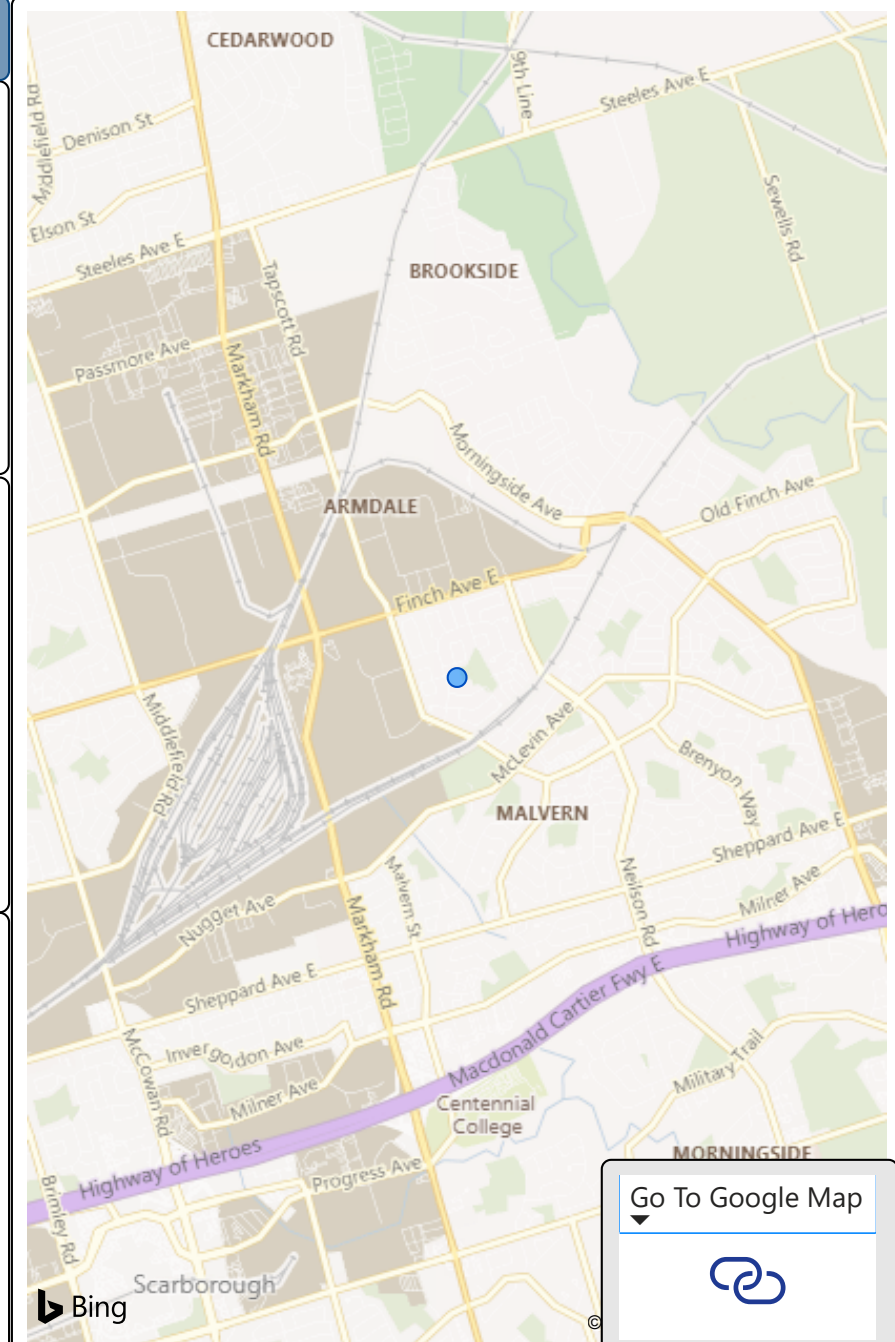 CEDARWOOD
9th Line
Steeles Ave E
Middlefield Rd
Denison St
Elson St
Sewells Rd
Steeles Ave E
BROOKSIDE
Tapscott Rd
Passmore Ave
Markham Rd
Morningside Ave
ARMDALE
Old Finch Ave
Finch Ave E
Middlefield Rd
McLevin Ave
Brenyon Way
MALVERN
Sheppard Ave E
Malvern St
Neilson Rd
Milner Ave
Nugget Ave
Markham Rd
Highway of Hero
Sheppard Ave E
Macdonald Cartier Fwy E
McCowan Rd
Invergordon Ave
Military Trail
Milner Ave
Centennial
College
Highway of Heroes
MORNINGSIDE
Progress Ave
Brimley Rd
Go To Google Map
Scarborough
Bing
©